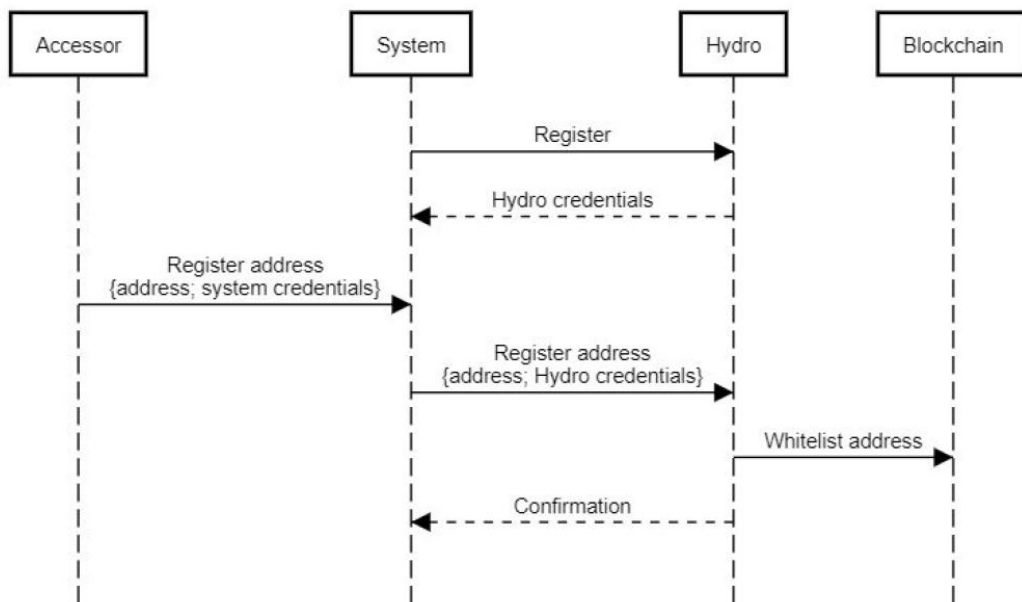 Accessor
System
Hydro
Blockchain
Register
Hydro credentials
Register address
{address; system credentials}
Register address
{address; Hydro credentials}
Whitelist address
Confirmation